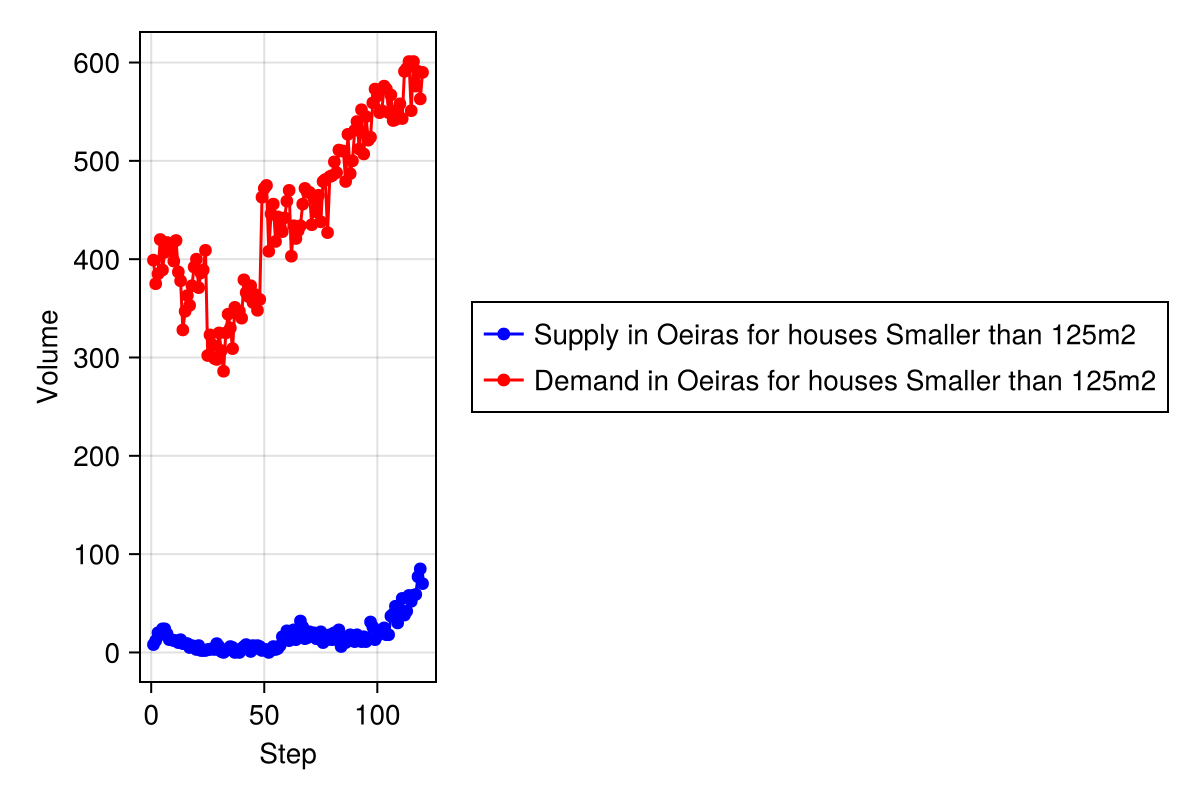 600
500
400
300
200
100
0
Volume
0 50 100
Step
Supply in Oeiras for houses Smaller than 125m2
Demand in Oeiras for houses Smaller than 125m2